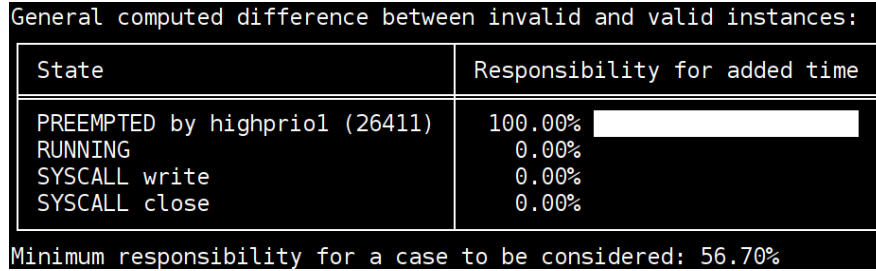 General computed difference between invalid and valid instances:
State Responsibility for added time
PREEMPTED by highprio1 (26411) 100.00%
RUNNING 0.00%
SYSCALL write 0.00%
SYSCALL close 0.00%
Minimum responsibility for a case to be considered: 56.70%